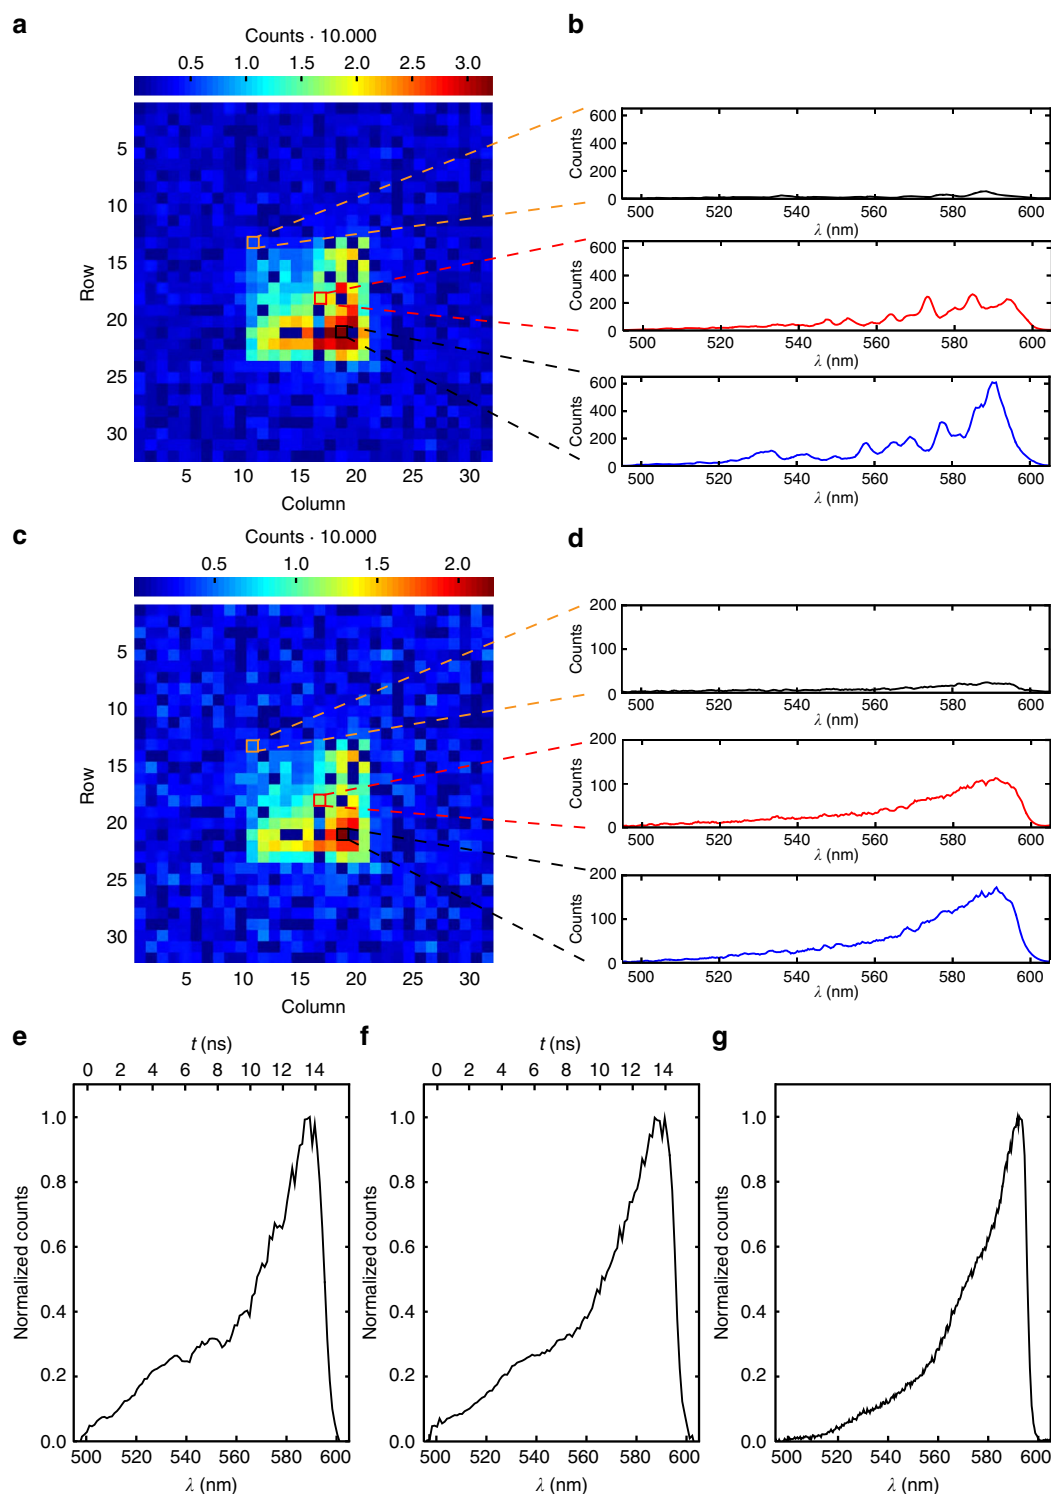 a
Counts · 10.000
0.5 1.0 1.5 2.0 2.5 3.0
Row
5
10
15
20
25
30
5 10 15 20 25 30
Column
b
Counts
600
400
200
0
500 520 540 560 580 600
λ (nm)
Counts
600
400
200
0
500 520 540 560 580 600
λ (nm)
Counts
600
400
200
0
500 520 540 560 580 600
λ (nm)
c
Counts · 10.000
0.5 1.0 1.5 2.0
Row
5
10
15
20
25
30
5 10 15 20 25 30
Column
d
Counts
200
100
0
500 520 540 560 580 600
λ (nm)
Counts
200
100
0
500 520 540 560 580 600
λ (nm)
Counts
200
100
0
500 520 540 560 580 600
λ (nm)
e
t (ns)
0 2 4 6 8 10 12 14
Normalized counts
1.0
0.8
0.6
0.4
0.2
0.0
500 520 540 560 580 600
λ (nm)
f
t (ns)
0 2 4 6 8 10 12 14
Normalized counts
1.0
0.8
0.6
0.4
0.2
0.0
500 520 540 560 580 600
λ (nm)
g
Normalized counts
1.0
0.8
0.6
0.4
0.2
0.0
500 520 540 560 580 600
λ (nm)